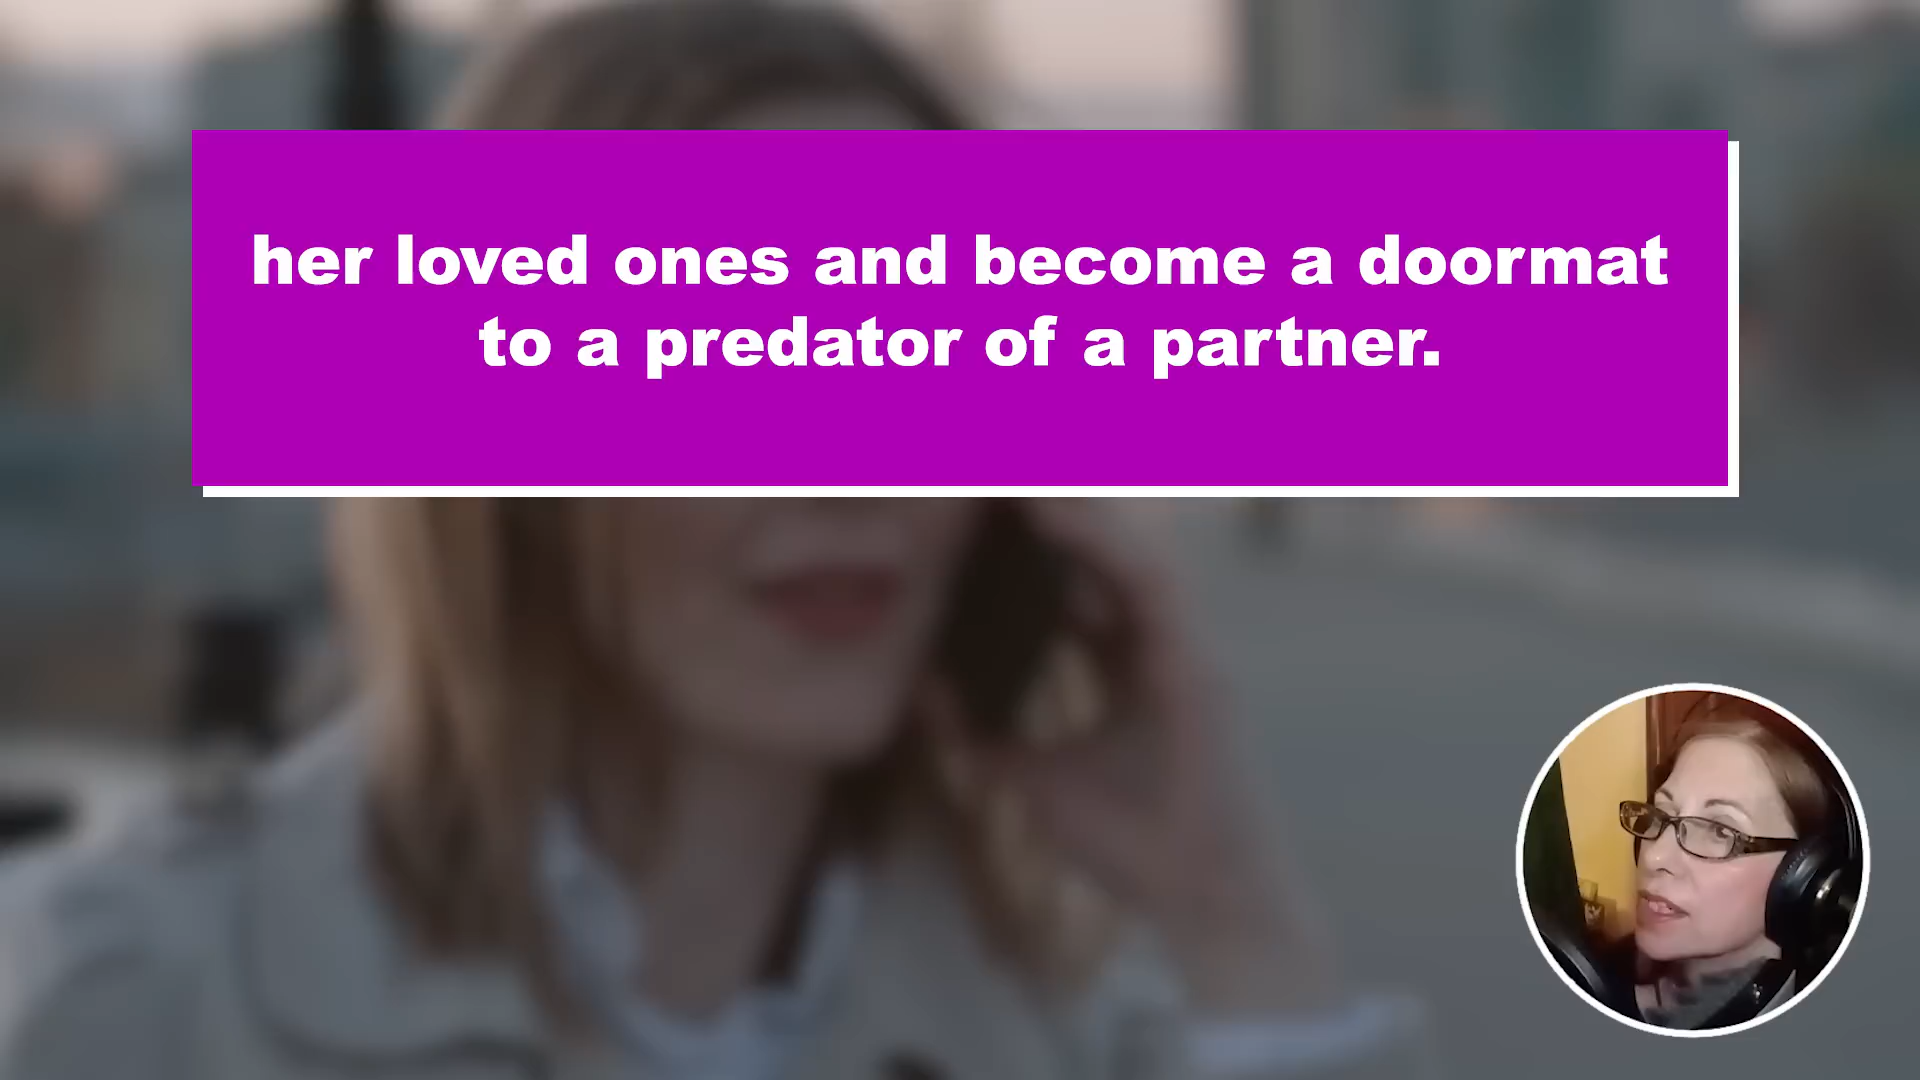 her loved ones and become a doormat
to a predator of a partner.